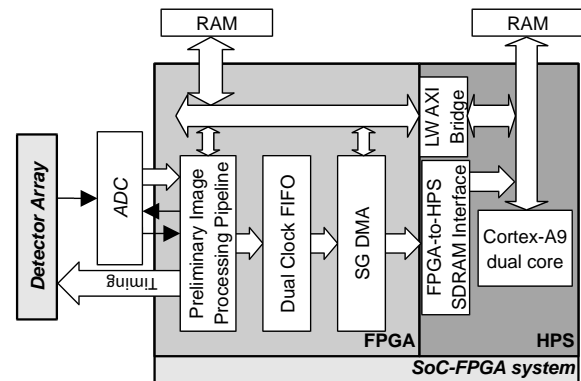 RAM
RAM
Detector Array
ADC
Timing
Preliminary Image
Processing Pipeline
Dual Clock FIFO
SG DMA
LW AXI
Bridge
FPGA-to-HPS
SDRAM Interface
Cortex-A9
dual core
FPGA
HPS
SoC-FPGA system